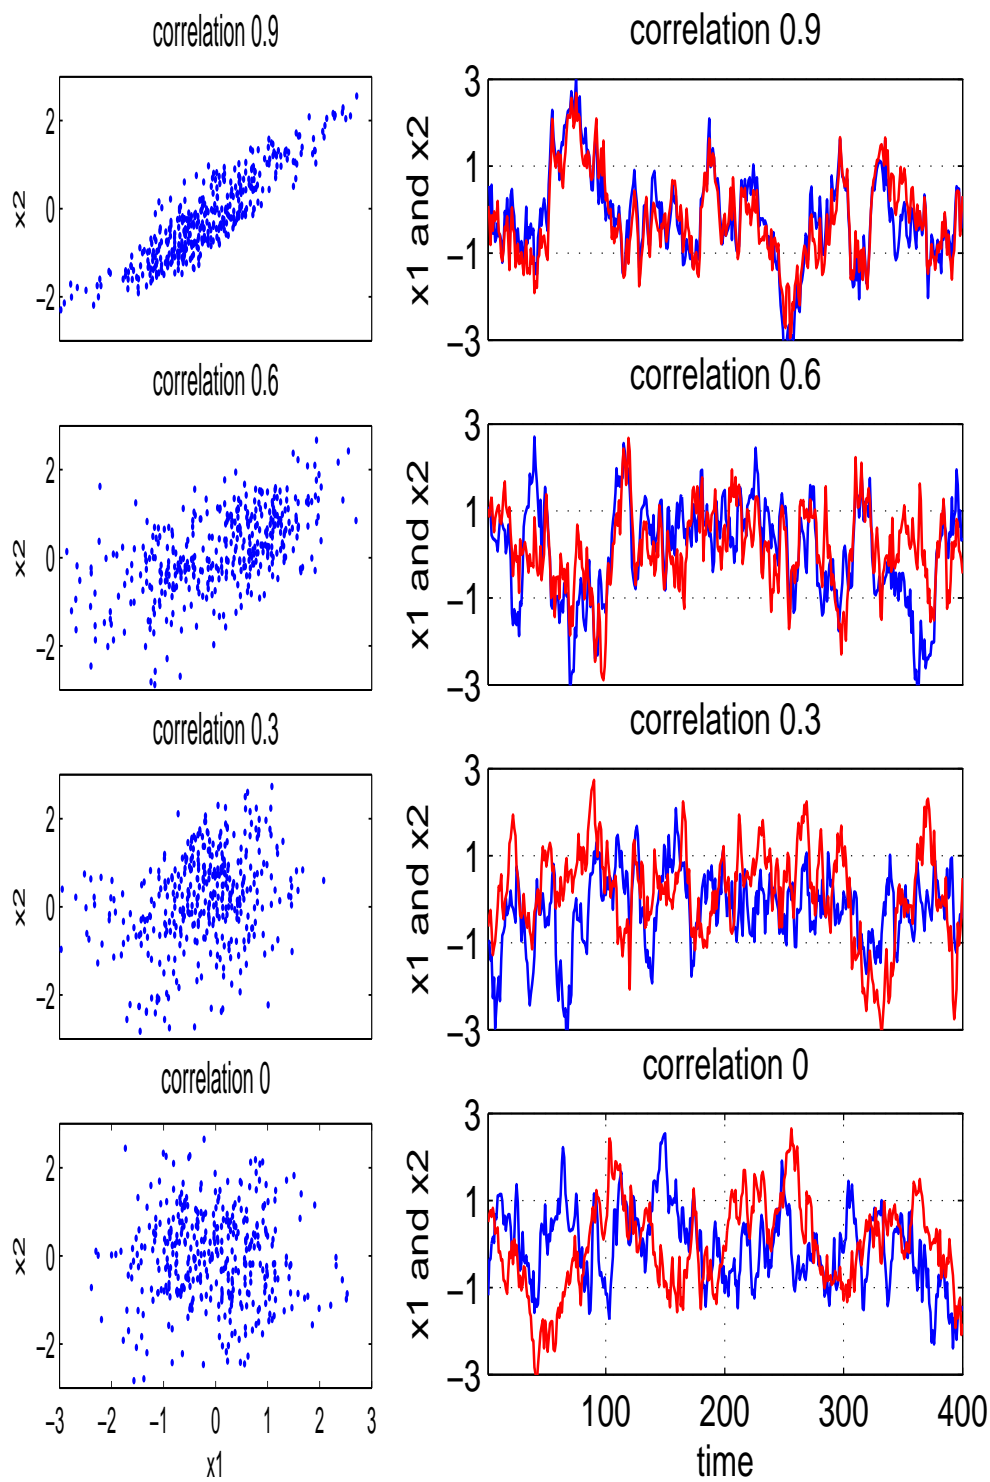 correlation 0.9
correlation 0.9
2
0
−2
x2
3
1
−1
−3
x1 and x2
correlation 0.6
correlation 0.6
2
0
−2
x2
3
1
−1
−3
x1 and x2
correlation 0.3
correlation 0.3
2
0
−2
x2
3
1
−1
−3
x1 and x2
correlation 0
correlation 0
2
0
−2
x2
−3 −2 −1 0 1 2 3
x1
3
1
−1
−3
x1 and x2
100 200 300 400
time